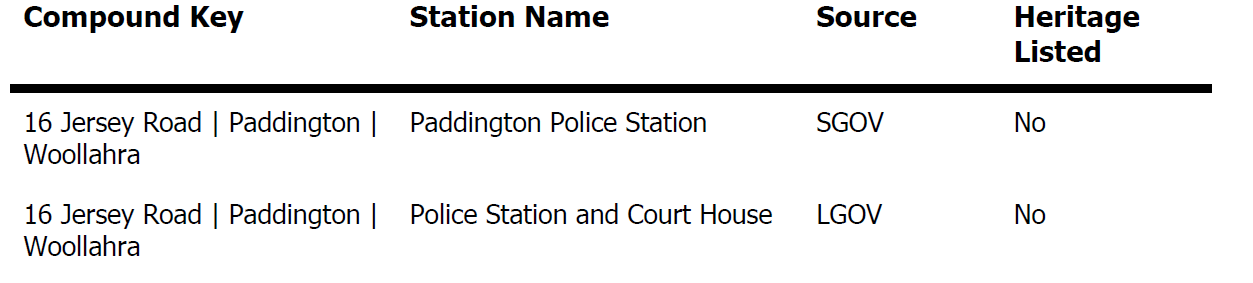 Compound Key Station Name Source Heritage
Listed
16 Jersey Road | Paddington | Paddington Police Station SGOV No
Woollahra
16 Jersey Road | Paddington | Police Station and Court House LGOV No
Woollahra